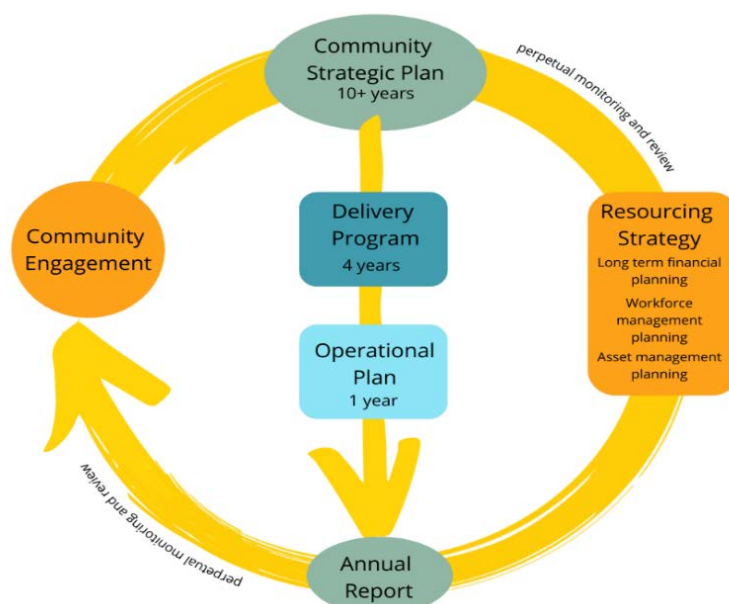 Community
Strategic Plan
10+ years
perpetual monitoring and review
Delivery
Program
4 years
Resourcing
Strategy
Long term financial
planning
Workforce
management
planning
Asset management
planning
Community
Engagement
Operational
Plan
1 year
perpetual monitoring and review
Annual
Report